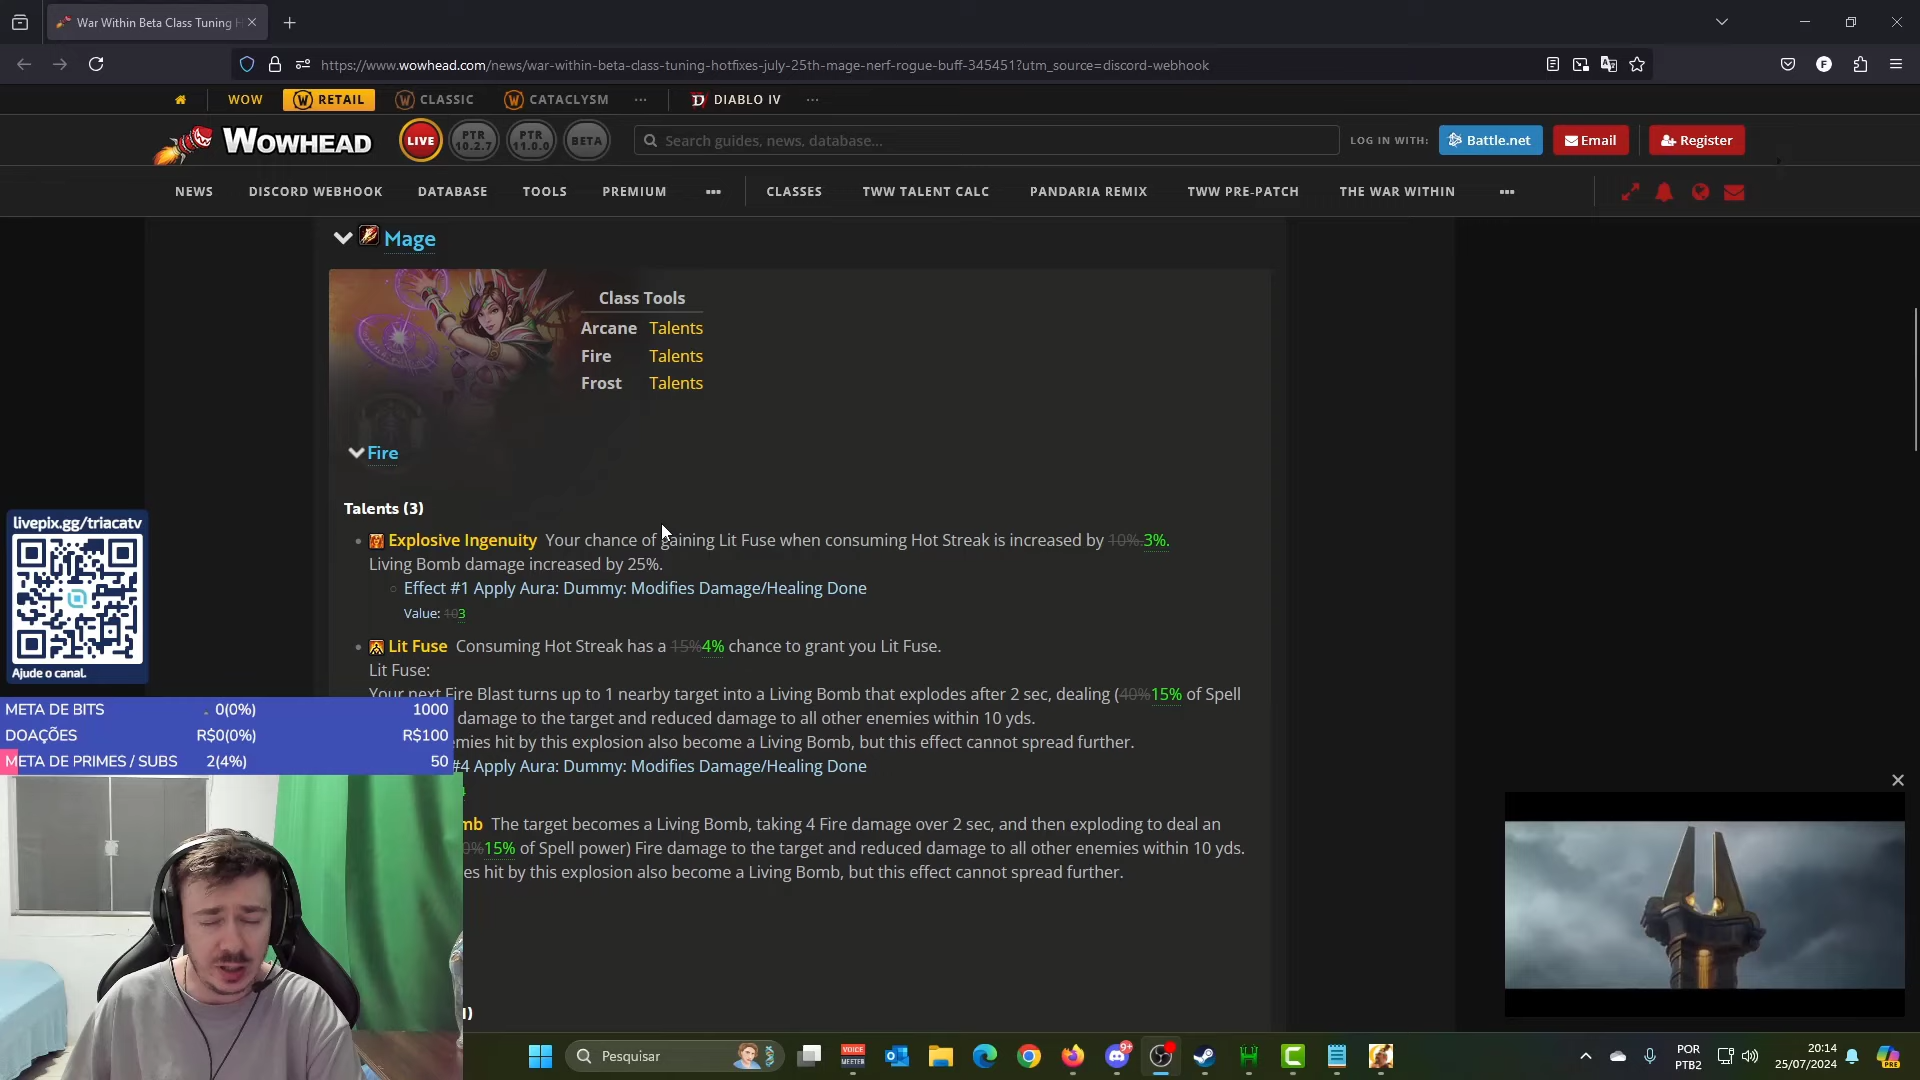 War Within Beta Class Tuning H
https://www.wowhead.com/news/war-within-beta-class-tuning-hotfixes-july-25th-mage-nerf-rogue-buff-345451?utm_source=discord-webhook
WOW RETAIL CLASSIC CATACLYSM ... DIABLO IV ...
WOWHEAD LIVE PTR 10.2.7 PTR 11.0.0 BETA Search guides, news, database... LOG IN WITH: Battle.net Email Register
NEWS DISCORD WEBHOOK DATABASE TOOLS PREMIUM ... CLASSES TWW TALENT CALC PANDARIA REMIX TWW PRE-PATCH THE WAR WITHIN ...
Mage
Class Tools
Arcane Talents
Fire Talents
Frost Talents
Fire
Talents (3)
Explosive Ingenuity Your chance of gaining Lit Fuse when consuming Hot Streak is increased by 10%.3%.
Living Bomb damage increased by 25%.
Effect #1 Apply Aura: Dummy: Modifies Damage/Healing Done
Value: 103
Lit Fuse Consuming Hot Streak has a 15%4% chance to grant you Lit Fuse.
Lit Fuse:
Your next Fire Blast turns up to 1 nearby target into a Living Bomb that explodes after 2 sec, dealing (40%15% of Spell
damage to the target and reduced damage to all other enemies within 10 yds.
emies hit by this explosion also become a Living Bomb, but this effect cannot spread further.
#4 Apply Aura: Dummy: Modifies Damage/Healing Done
mb The target becomes a Living Bomb, taking 4 Fire damage over 2 sec, and then exploding to deal an
0%15% of Spell power) Fire damage to the target and reduced damage to all other enemies within 10 yds.
es hit by this explosion also become a Living Bomb, but this effect cannot spread further.
livepix.gg/triacatv
Ajude o canal.
META DE BITS 0(0%) 1000
DOAÇÕES R$0(0%) R$100
META DE PRIMES / SUBS 2(4%) 50
Pesquisar
VOICE MEETER
9+
POR
PTB2
20:14
25/07/2024
PRE